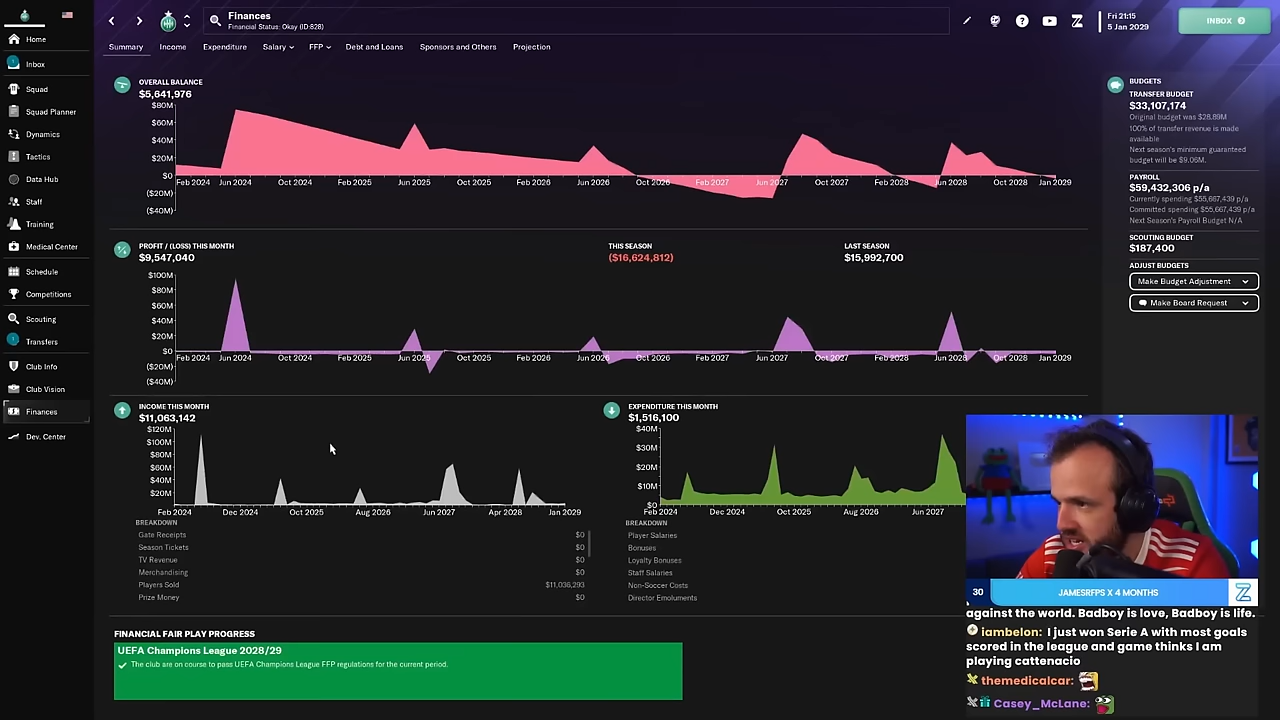 Finances
Financial Status: Okay (ID:828)
Fri 21:15
5 Jan 2029
INBOX
Home
Inbox
Squad
Squad Planner
Dynamics
Tactics
Data Hub
Staff
Training
Medical Center
Schedule
Competitions
Scouting
Transfers
Club Info
Club Vision
Finances
Dev. Center
Summary Income Expenditure Salary FFP Debt and Loans Sponsors and Others Projection
OVERALL BALANCE
$5,641,976
$80M
$60M
$40M
$20M
$0
($20M)
($40M)
Feb 2024 Jun 2024 Oct 2024 Feb 2025 Jun 2025 Oct 2025 Feb 2026 Jun 2026 Oct 2026 Feb 2027 Jun 2027 Oct 2027 Feb 2028 Jun 2028 Oct 2028 Jan 2029
PROFIT / (LOSS) THIS MONTH
$9,547,040
THIS SEASON
($16,624,812)
LAST SEASON
$15,992,700
$100M
$80M
$60M
$40M
$20M
$0
($20M)
($40M)
Feb 2024 Jun 2024 Oct 2024 Feb 2025 Jun 2025 Oct 2025 Feb 2026 Jun 2026 Oct 2026 Feb 2027 Jun 2027 Oct 2027 Feb 2028 Jun 2028 Oct 2028 Jan 2029
INCOME THIS MONTH
$11,063,142
$120M
$100M
$80M
$60M
$40M
$20M
Feb 2024 Dec 2024 Oct 2025 Aug 2026 Jun 2027 Apr 2028 Jan 2029
BREAKDOWN
Gate Receipts $0
Season Tickets $0
TV Revenue $0
Merchandising $0
Players Sold $11,036,293
Prize Money $0
EXPENDITURE THIS MONTH
$1,516,100
$40M
$30M
$20M
$10M
$0
Feb 2024 Dec 2024 Oct 2025 Aug 2026 Jun 2027
BREAKDOWN
Player Salaries
Bonuses
Loyalty Bonuses
Staff Salaries
Non-Soccer Costs
Director Emoluments
FINANCIAL FAIR PLAY PROGRESS
UEFA Champions League 2028/29
The club are on course to pass UEFA Champions League FFP regulations for the current period.
BUDGETS
TRANSFER BUDGET
$33,107,174
Original budget was $28.89M
100% of transfer revenue is made
available
Next season's minimum guaranteed
budget will be $9.06M.
PAYROLL
$59,432,306 p/a
Currently spending $55,667,439 p/a
Committed spending $55,667,439 p/a
Next Season's Payroll Budget N/A
SCOUTING BUDGET
$187,400
ADJUST BUDGETS
Make Budget Adjustment
Make Board Request
30 JAMESRFPS X 4 MONTHS
against the world. Badboy is love, Badboy is life.
iambelon: I just won Serie A with most goals
scored in the league and game thinks I am
playing cattenacio
themedicalcar:
Casey_McLane: